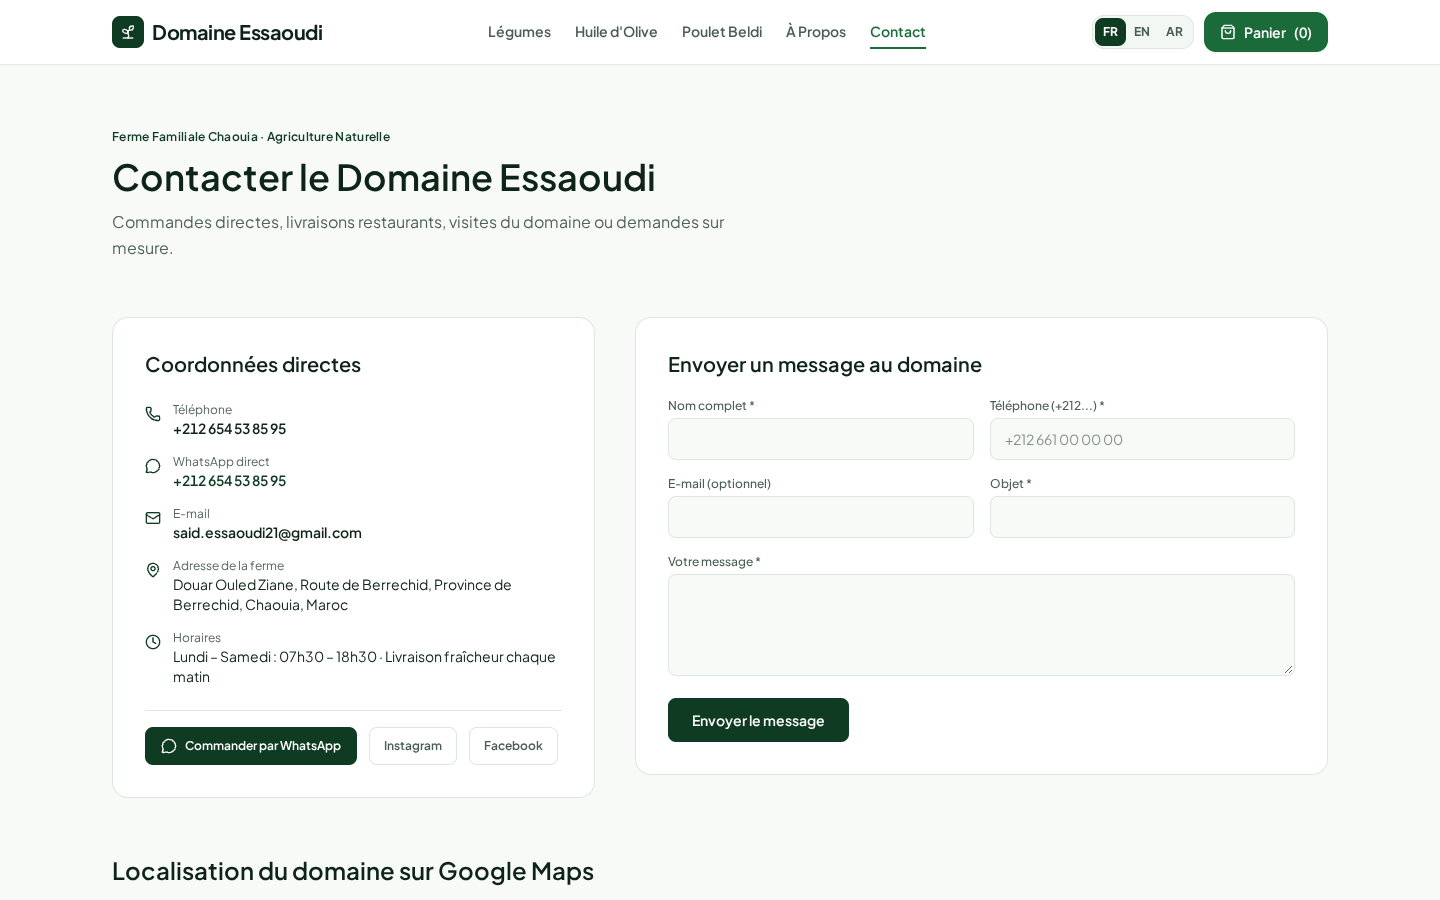 Domaine Essaoudi
Légumes
Huile d'Olive
Poulet Beldi
À Propos
Contact
FR
EN
AR
Panier (0)
Ferme Familiale Chaouia · Agriculture Naturelle
Contacter le Domaine Essaoudi
Commandes directes, livraisons restaurants, visites du domaine ou demandes sur
mesure.
Coordonnées directes
Téléphone
+212 654 53 85 95
WhatsApp direct
+212 654 53 85 95
E-mail
said.essaoudi21@gmail.com
Adresse de la ferme
Douar Ouled Ziane, Route de Berrechid, Province de
Berrechid, Chaouia, Maroc
Horaires
Lundi – Samedi : 07h30 – 18h30 · Livraison fraîcheur chaque
matin
Commander par WhatsApp
Instagram
Facebook
Envoyer un message au domaine
Nom complet *
Téléphone (+212...) *
+212 661 00 00 00
E-mail (optionnel)
Objet *
Votre message *
Envoyer le message
Localisation du domaine sur Google Maps